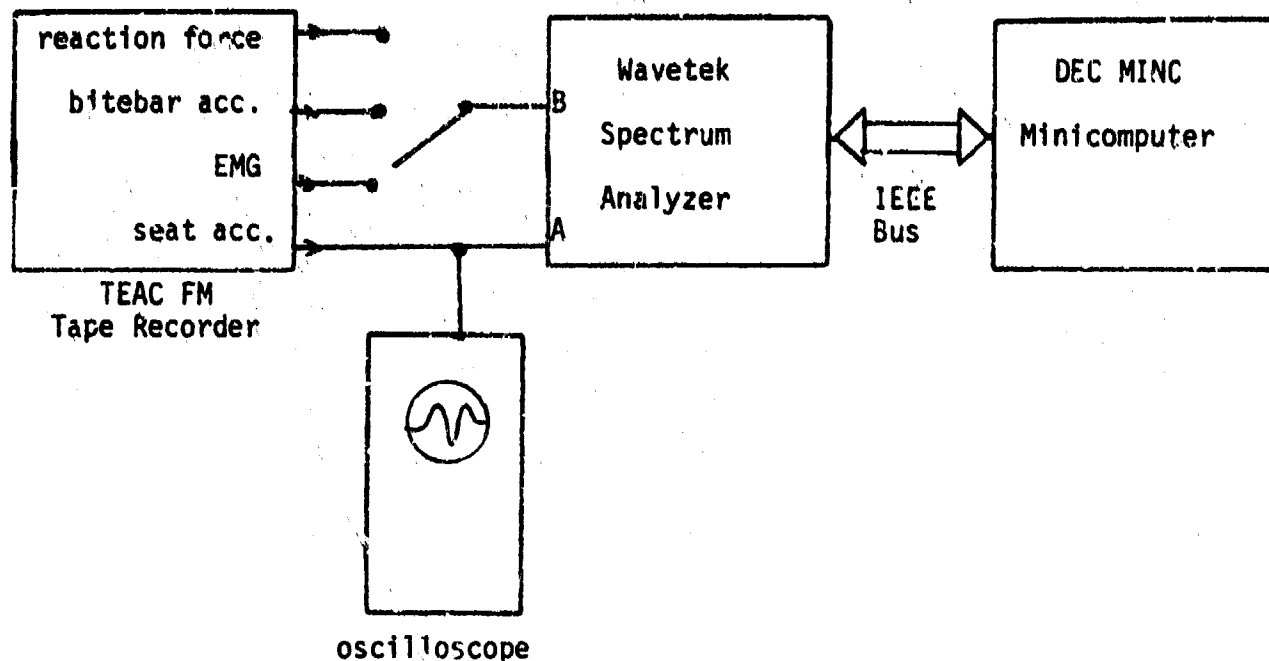 reaction force
bitebar acc.
EMG
seat acc.
TEAC FM
Tape Recorder
B
A
Wavetek
Spectrum
Analyzer
IEEE
Bus
DEC MINC
Minicomputer
oscilloscope